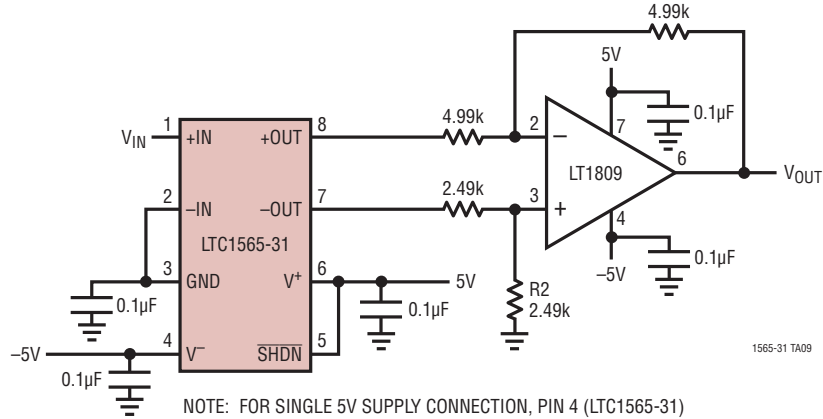 4.99k
5V
0.1µF
7
1
8
4.99k
2
–
6
VIN
+IN
+OUT
LT1809
VOUT
2
7
2.49k
3
+
–IN
–OUT
4
LTC1565-31
0.1µF
–5V
3
6
GND
V+
5V
R2
2.49k
0.1µF
0.1µF
4
5
–5V
V–
SHDN
1565-31 TA09
0.1µF
NOTE: FOR SINGLE 5V SUPPLY CONNECTION, PIN 4 (LTC1565-31)